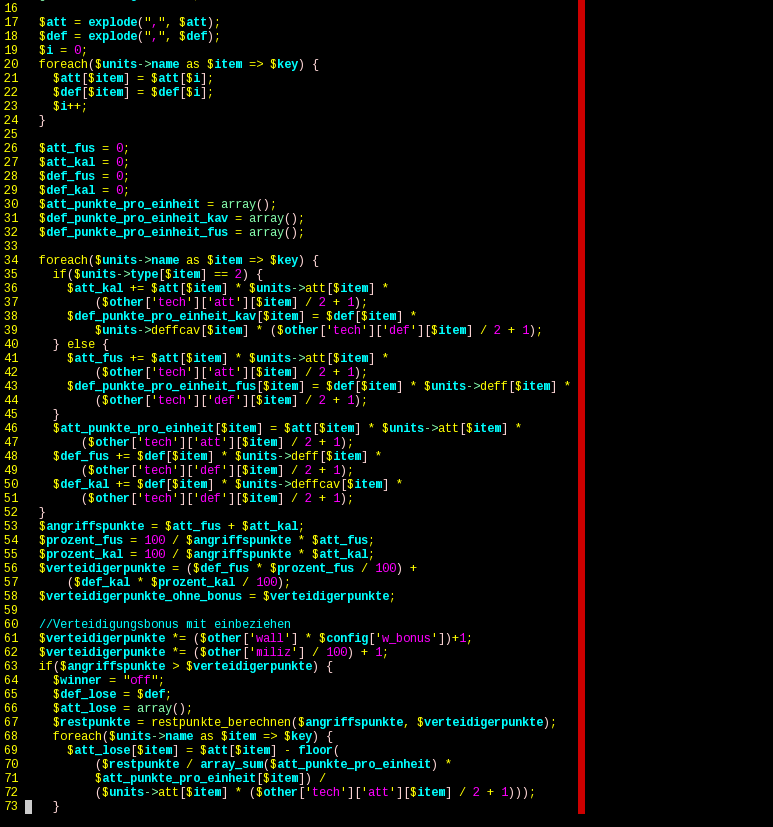 16
17   $att = explode(",", $att);
18   $def = explode(",", $def);
19   $i = 0;
20   foreach($units->name as $item => $key) {
21     $att[$item] = $att[$i];
22     $def[$item] = $def[$i];
23     $i++;
24   }
25
26   $att_fus = 0;
27   $att_kal = 0;
28   $def_fus = 0;
29   $def_kal = 0;
30   $att_punkte_pro_einheit = array();
31   $def_punkte_pro_einheit_kav = array();
32   $def_punkte_pro_einheit_fus = array();
33
34   foreach($units->name as $item => $key) {
35     if($units->type[$item] == 2) {
36       $att_kal += $att[$item] * $units->att[$item] *
37           ($other['tech']['att'][$item] / 2 + 1);
38       $def_punkte_pro_einheit_kav[$item] = $def[$item] *
39           $units->deffcav[$item] * ($other['tech']['def'][$item] / 2 + 1);
40     } else {
41       $att_fus += $att[$item] * $units->att[$item] *
42           ($other['tech']['att'][$item] / 2 + 1);
43       $def_punkte_pro_einheit_fus[$item] = $def[$item] * $units->deff[$item] *
44           ($other['tech']['def'][$item] / 2 + 1);
45     }
46     $att_punkte_pro_einheit[$item] = $att[$item] * $units->att[$item] *
47         ($other['tech']['att'][$item] / 2 + 1);
48     $def_fus += $def[$item] * $units->deff[$item] *
49         ($other['tech']['def'][$item] / 2 + 1);
50     $def_kal += $def[$item] * $units->deffcav[$item] *
51         ($other['tech']['def'][$item] / 2 + 1);
52   }
53   $angriffspunkte = $att_fus + $att_kal;
54   $prozent_fus = 100 / $angriffspunkte * $att_fus;
55   $prozent_kal = 100 / $angriffspunkte * $att_kal;
56   $verteidigerpunkte = ($def_fus * $prozent_fus / 100) +
57       ($def_kal * $prozent_kal / 100);
58   $verteidigerpunkte_ohne_bonus = $verteidigerpunkte;
59
60   //Verteidigungsbonus mit einbeziehen
61   $verteidigerpunkte *= ($other['wall'] * $config['w_bonus'])+1;
62   $verteidigerpunkte *= ($other['miliz'] / 100) + 1;
63   if($angriffspunkte > $verteidigerpunkte) {
64     $winner = "off";
65     $def_lose = $def;
66     $att_lose = array();
67     $restpunkte = restpunkte_berechnen($angriffspunkte, $verteidigerpunkte);
68     foreach($units->name as $item => $key) {
69       $att_lose[$item] = $att[$item] - floor(
70           ($restpunkte / array_sum($att_punkte_pro_einheit) *
71           $att_punkte_pro_einheit[$item]) /
72           ($units->att[$item] * ($other['tech']['att'][$item] / 2 + 1)));
73     }